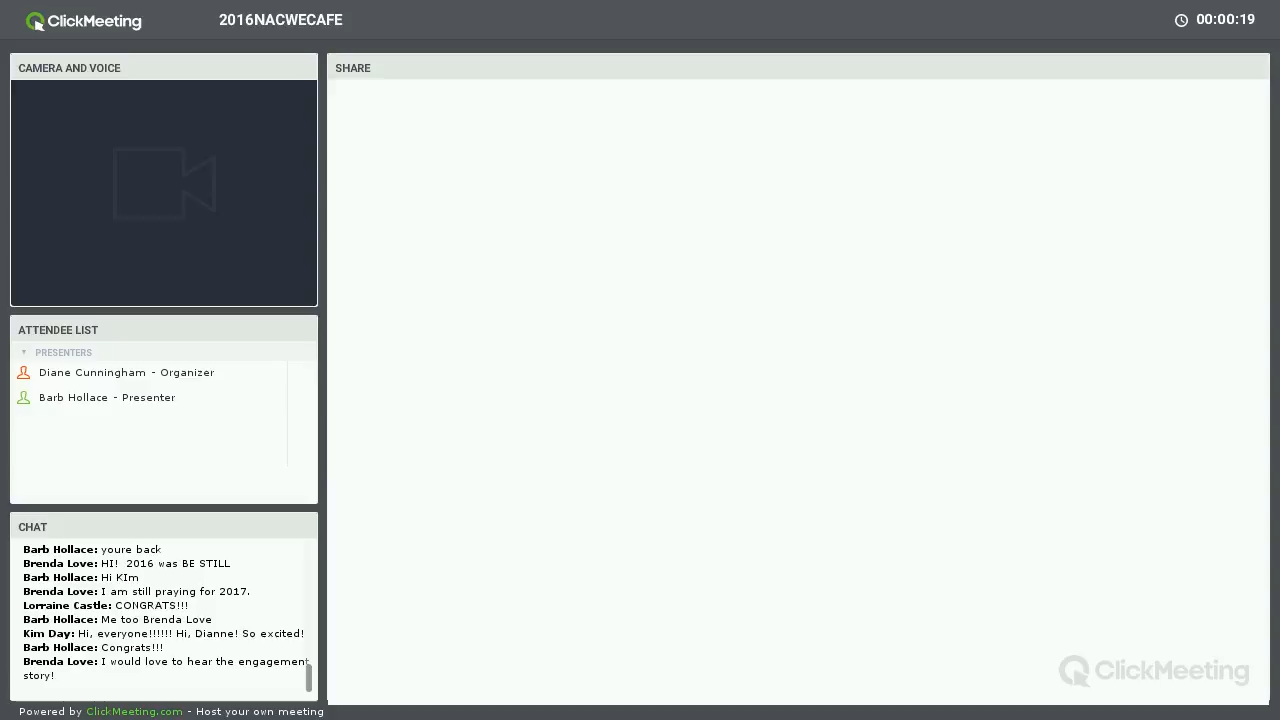 ClickMeeting
2016NACWECAFE
00:00:19
CAMERA AND VOICE
SHARE
ATTENDEE LIST
PRESENTERS
Diane Cunningham - Organizer
Barb Hollace - Presenter
CHAT
Barb Hollace: youre back
Brenda Love: HI!  2016 was BE STILL
Barb Hollace: Hi KIm
Brenda Love: I am still praying for 2017.
Lorraine Castle: CONGRATS!!!
Barb Hollace: Me too Brenda Love
Kim Day: Hi, everyone!!!!!! Hi, Dianne! So excited!
Barb Hollace: Congrats!!!
Brenda Love: I would love to hear the engagement
story!
ClickMeeting
Powered by ClickMeeting.com - Host your own meeting